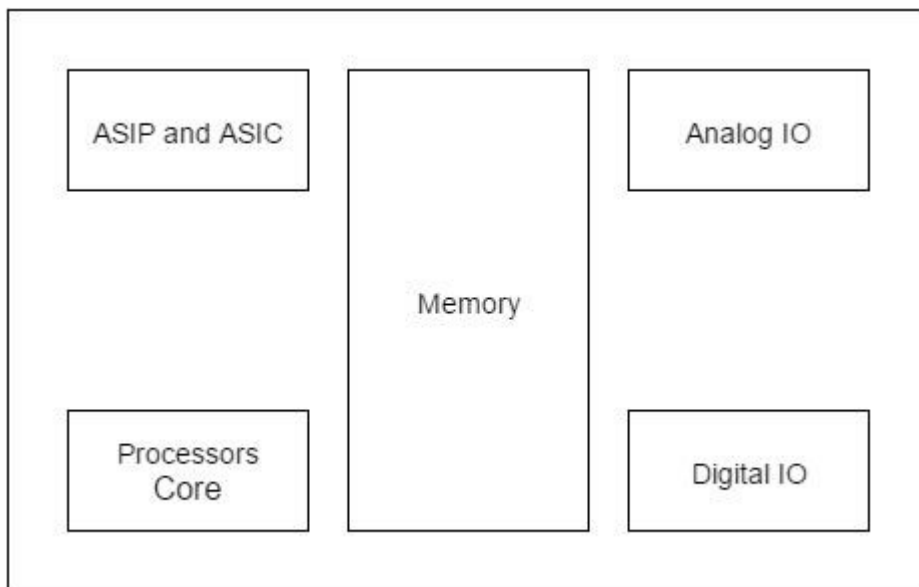 ASIP and ASIC
Analog IO
Memory
Processors
Core
Digital IO